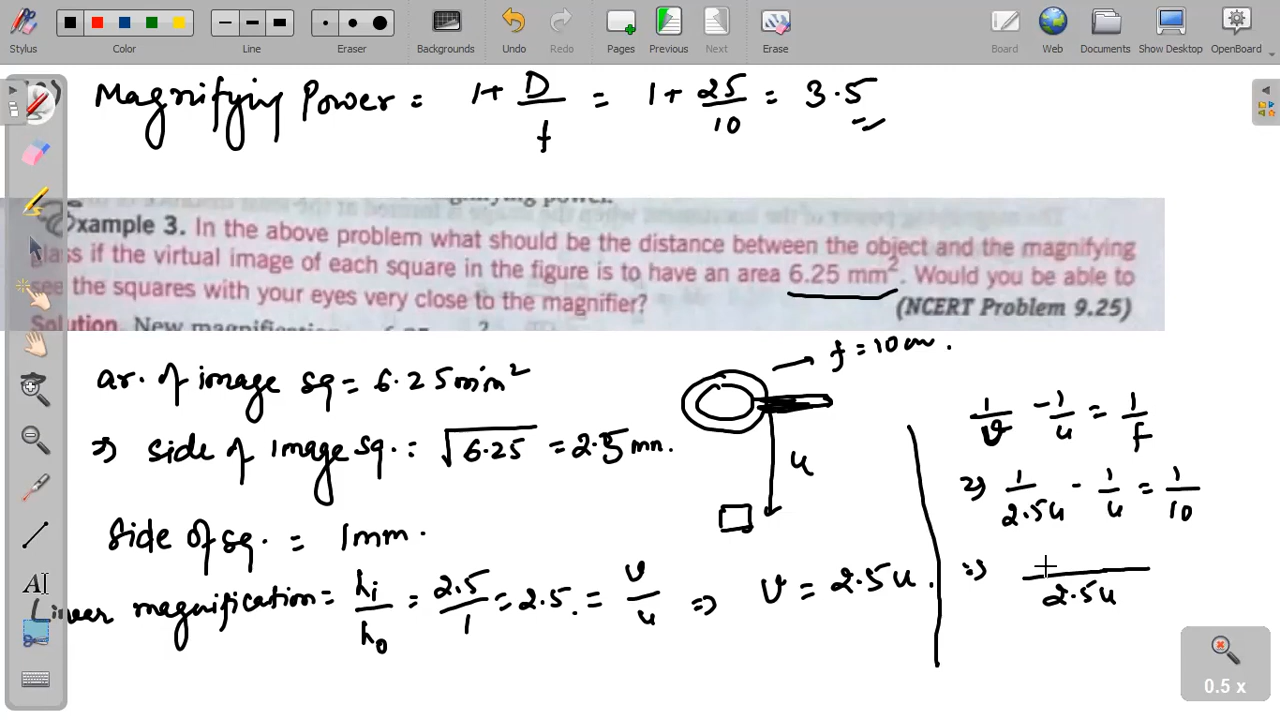 Stylus Color Line Eraser Backgrounds Undo Redo Pages Previous Next Erase Board Web Documents Show Desktop OpenBoard
Magnifying Power = 1 + D/f = 1 + 25/10 = 3.5
Example 3. In the above problem what should be the distance between the object and the magnifying
glass if the virtual image of each square in the figure is to have an area 6.25 mm². Would you be able to
see the squares with your eyes very close to the magnifier?
(NCERT Problem 9.25)
Solution. New magnification
f = 10 cm.
ar. of image sq = 6.25 mm²
⇒ side of image sq. = √6.25 = 2.5 mm.
u
side of sq. = 1mm.
Linear magnification = hi/ho = 2.5/1 = 2.5. = v/u ⇒ v = 2.5u.
1/v - 1/u = 1/f
⇒ 1/2.5u - 1/u = 1/10
⇒ 2.5u
0.5 x